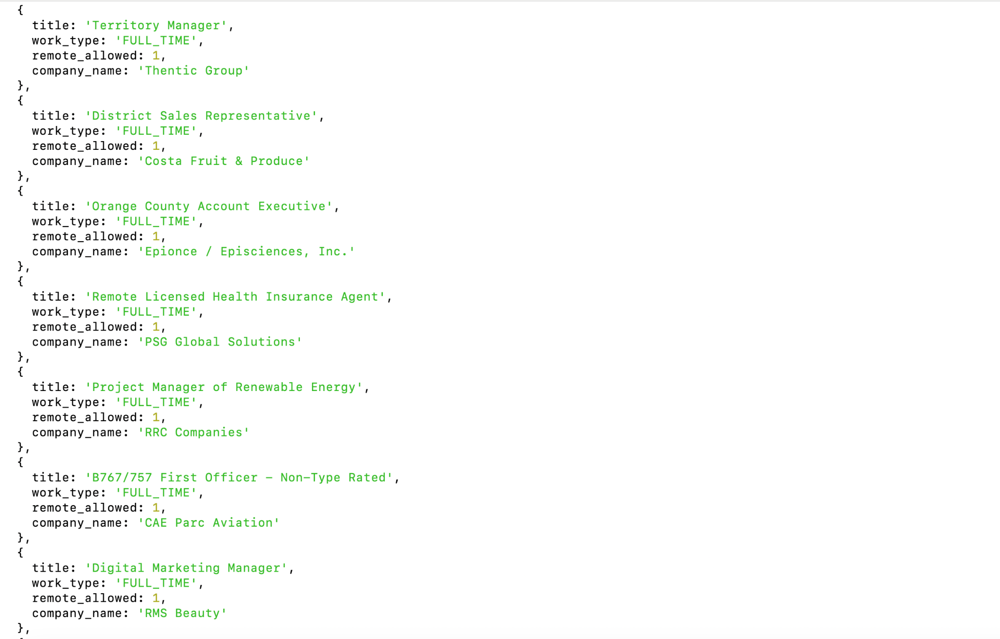 {
title: 'Territory Manager',
work_type: 'FULL_TIME',
remote_allowed: 1,
company_name: 'Thentic Group'
},
{
title: 'District Sales Representative',
work_type: 'FULL_TIME',
remote_allowed: 1,
company_name: 'Costa Fruit & Produce'
},
{
title: 'Orange County Account Executive',
work_type: 'FULL_TIME',
remote_allowed: 1,
company_name: 'Epionce / Episciences, Inc.'
},
{
title: 'Remote Licensed Health Insurance Agent',
work_type: 'FULL_TIME',
remote_allowed: 1,
company_name: 'PSG Global Solutions'
},
{
title: 'Project Manager of Renewable Energy',
work_type: 'FULL_TIME',
remote_allowed: 1,
company_name: 'RRC Companies'
},
{
title: 'B767/757 First Officer - Non-Type Rated',
work_type: 'FULL_TIME',
remote_allowed: 1,
company_name: 'CAE Parc Aviation'
},
{
title: 'Digital Marketing Manager',
work_type: 'FULL_TIME',
remote_allowed: 1,
company_name: 'RMS Beauty'
},